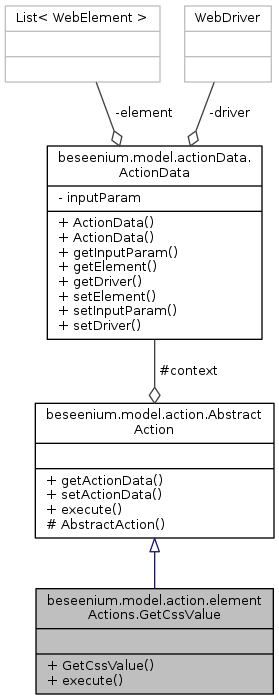 List< WebElement >
WebDriver
-element
-driver
beseenium.model.actionData.
ActionData
- inputParam
+ ActionData()
+ ActionData()
+ getInputParam()
+ getElement()
+ getDriver()
+ setElement()
+ setInputParam()
+ setDriver()
#context
beseenium.model.action.Abstract
Action
+ getActionData()
+ setActionData()
+ execute()
# AbstractAction()
beseenium.model.action.element
Actions.GetCssValue
+ GetCssValue()
+ execute()